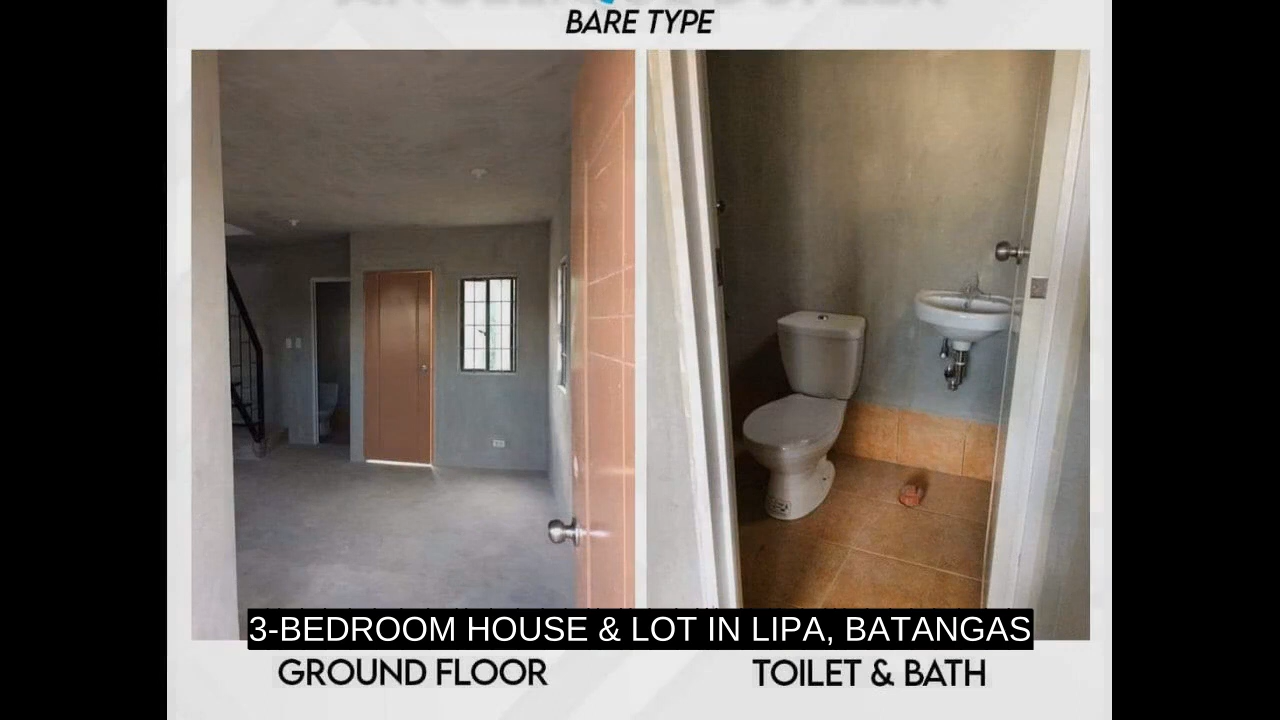 BARE TYPE
3-BEDROOM HOUSE & LOT IN LIPA, BATANGAS
GROUND FLOOR
TOILET & BATH